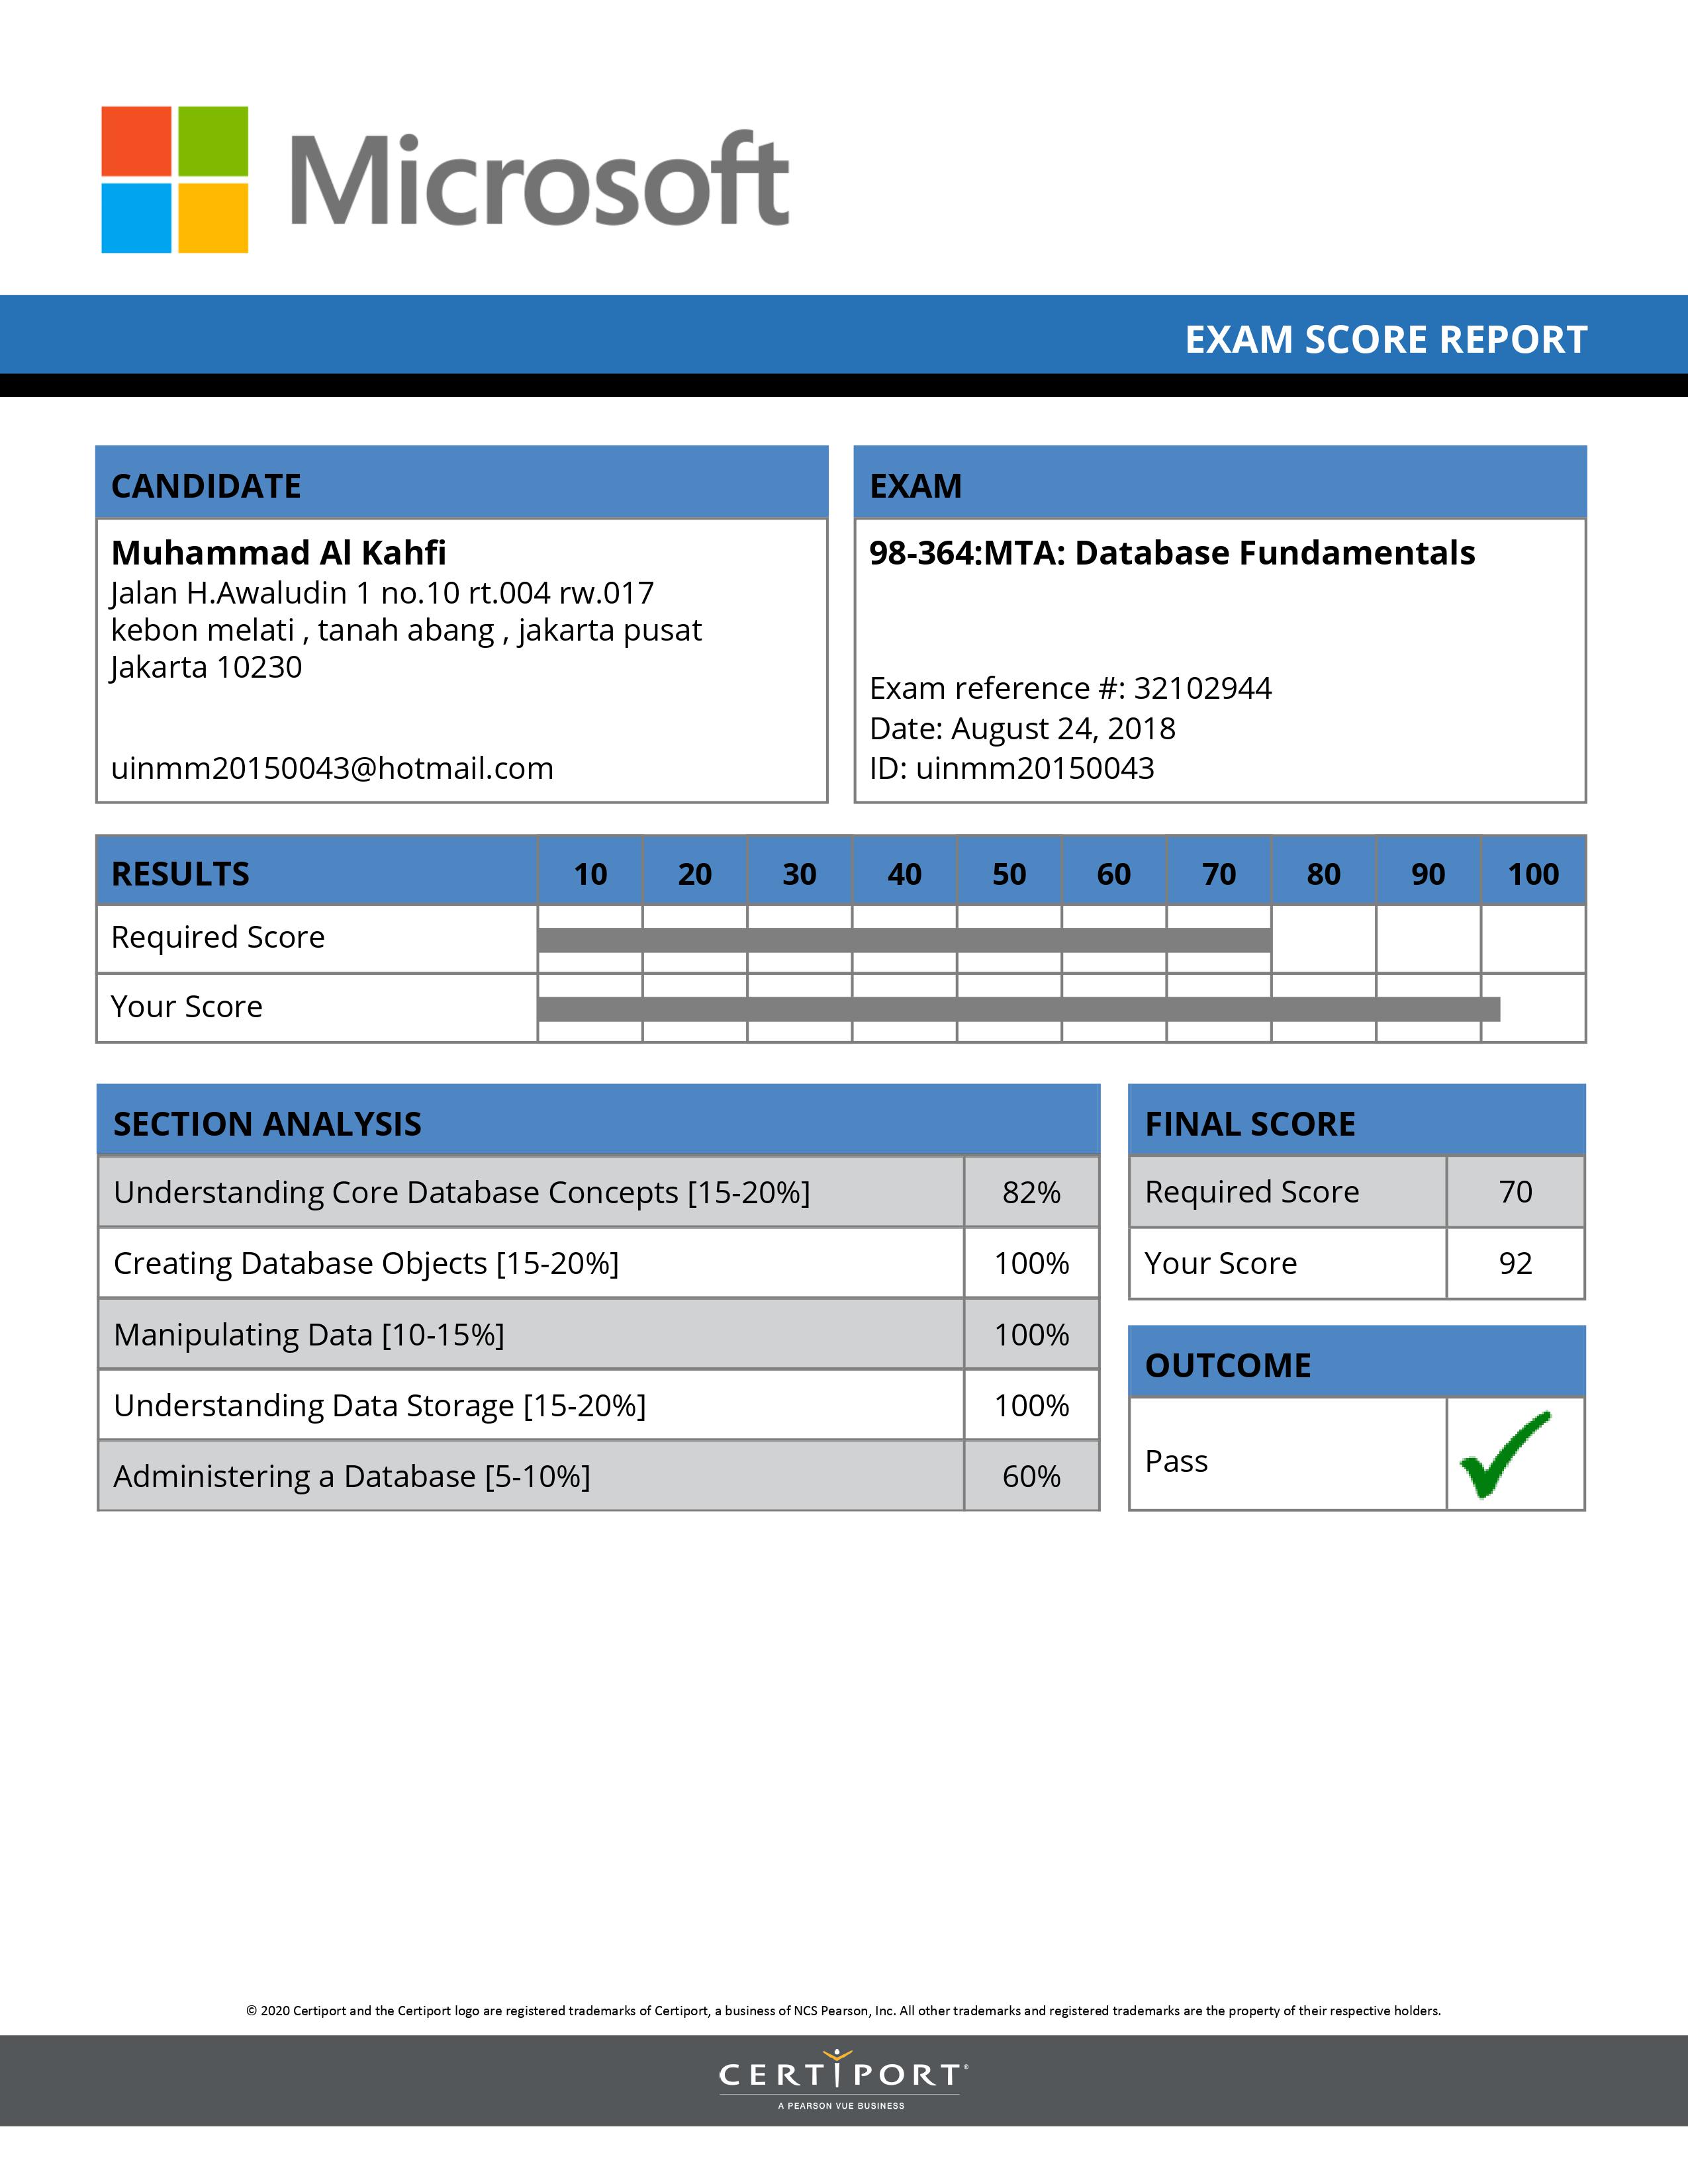 Microsoft
EXAM SCORE REPORT
CANDIDATE
Muhammad Al Kahfi
Jalan H.Awaludin 1 no.10 rt.004 rw.017
kebon melati , tanah abang , jakarta pusat
Jakarta 10230
uinmm20150043@hotmail.com
EXAM
98-364:MTA: Database Fundamentals
Exam reference #: 32102944
Date: August 24, 2018
ID: uinmm20150043
RESULTS 10 20 30 40 50 60 70 80 90 100
Required Score
Your Score
SECTION ANALYSIS
Understanding Core Database Concepts [15-20%] 82%
Creating Database Objects [15-20%] 100%
Manipulating Data [10-15%] 100%
Understanding Data Storage [15-20%] 100%
Administering a Database [5-10%] 60%
FINAL SCORE
Required Score 70
Your Score 92
OUTCOME
Pass
© 2020 Certiport and the Certiport logo are registered trademarks of Certiport, a business of NCS Pearson, Inc. All other trademarks and registered trademarks are the property of their respective holders.
CERTIPORT®
A PEARSON VUE BUSINESS